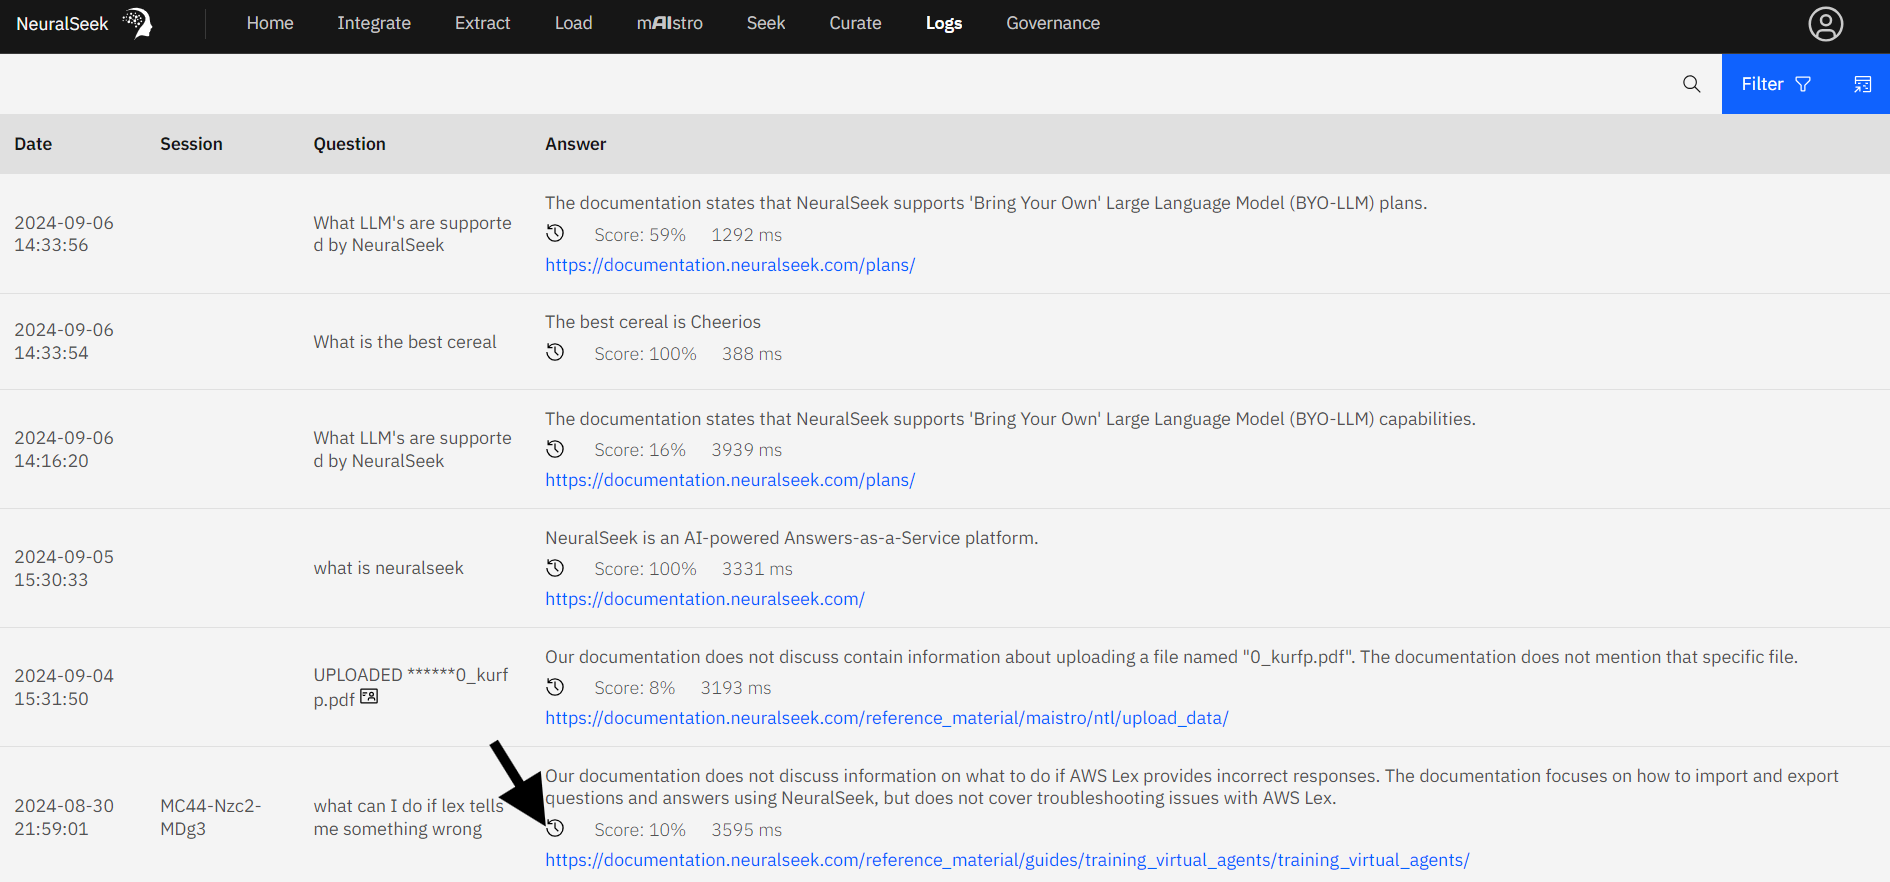 NeuralSeek
Home Integrate Extract Load mAIstro Seek Curate Logs Governance
Filter
Date Session Question Answer
2024-09-06
14:33:56
What LLM's are supporte
d by NeuralSeek
The documentation states that NeuralSeek supports 'Bring Your Own' Large Language Model (BYO-LLM) plans.
Score: 59% 1292 ms
https://documentation.neuralseek.com/plans/
2024-09-06
14:33:54
What is the best cereal
The best cereal is Cheerios
Score: 100% 388 ms
2024-09-06
14:16:20
What LLM's are supporte
d by NeuralSeek
The documentation states that NeuralSeek supports 'Bring Your Own' Large Language Model (BYO-LLM) capabilities.
Score: 16% 3939 ms
https://documentation.neuralseek.com/plans/
2024-09-05
15:30:33
what is neuralseek
NeuralSeek is an AI-powered Answers-as-a-Service platform.
Score: 100% 3331 ms
https://documentation.neuralseek.com/
2024-09-04
15:31:50
UPLOADED ******0_kurf
p.pdf
Our documentation does not discuss contain information about uploading a file named "0_kurfp.pdf". The documentation does not mention that specific file.
Score: 8% 3193 ms
https://documentation.neuralseek.com/reference_material/maistro/ntl/upload_data/
2024-08-30
21:59:01
MC44-Nzc2-
MDg3
what can I do if lex tells
me something wrong
Our documentation does not discuss information on what to do if AWS Lex provides incorrect responses. The documentation focuses on how to import and export
questions and answers using NeuralSeek, but does not cover troubleshooting issues with AWS Lex.
Score: 10% 3595 ms
https://documentation.neuralseek.com/reference_material/guides/training_virtual_agents/training_virtual_agents/